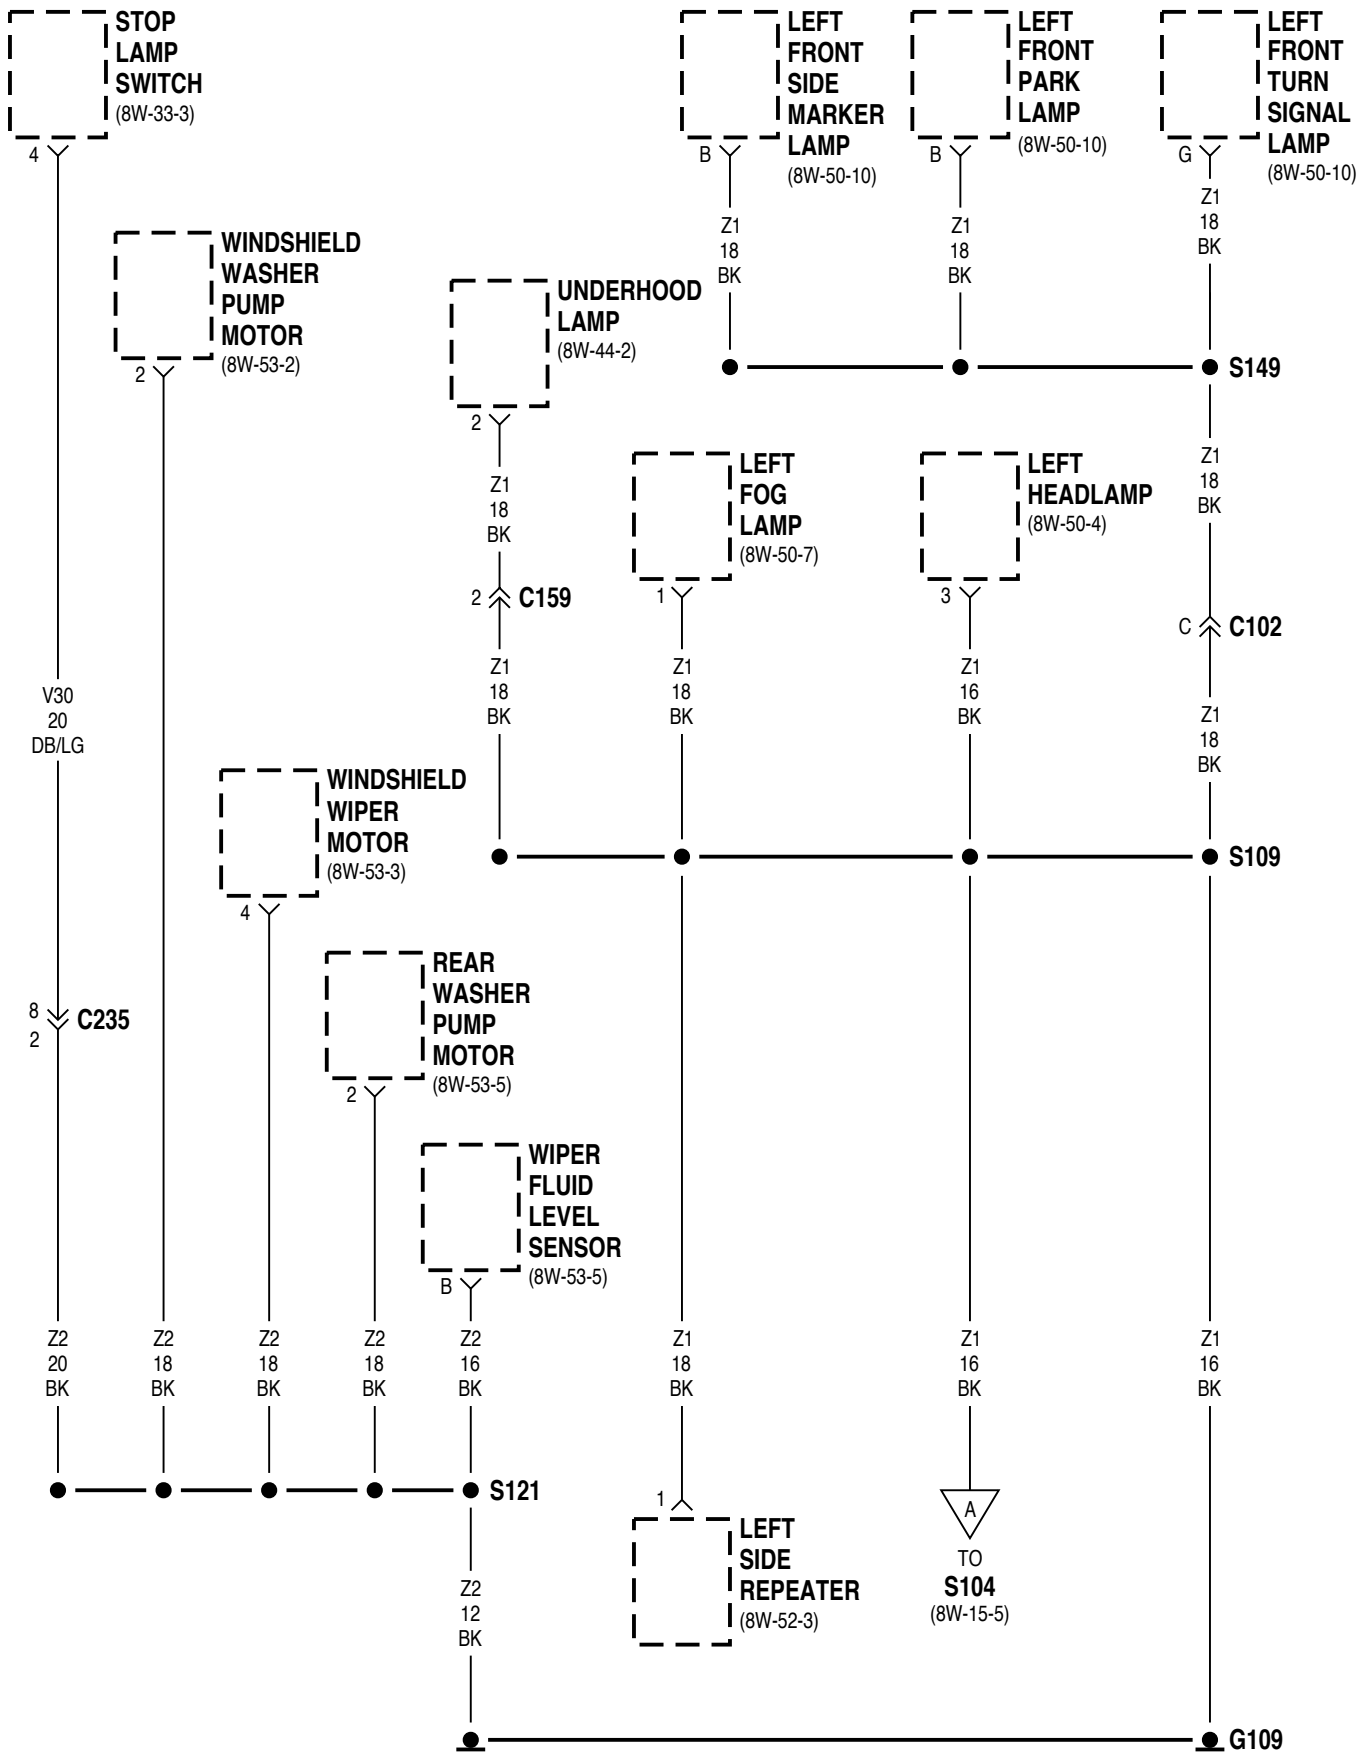 STOP
LAMP
SWITCH
(8W-33-3)
4
LEFT
FRONT
SIDE
MARKER
LAMP
(8W-50-10)
B
LEFT
FRONT
PARK
LAMP
(8W-50-10)
B
LEFT
FRONT
TURN
SIGNAL
LAMP
(8W-50-10)
G
Z1
18
BK
Z1
18
BK
Z1
18
BK
WINDSHIELD
WASHER
PUMP
MOTOR
(8W-53-2)
2
UNDERHOOD
LAMP
(8W-44-2)
2
S149
Z1
18
BK
LEFT
FOG
LAMP
(8W-50-7)
1
LEFT
HEADLAMP
(8W-50-4)
3
Z1
18
BK
2
C159
C
C102
V30
20
DB/LG
Z1
18
BK
Z1
18
BK
Z1
16
BK
Z1
18
BK
WINDSHIELD
WIPER
MOTOR
(8W-53-3)
4
S109
REAR
WASHER
PUMP
MOTOR
(8W-53-5)
2
8
2
C235
WIPER
FLUID
LEVEL
SENSOR
(8W-53-5)
B
Z2
20
BK
Z2
18
BK
Z2
18
BK
Z2
18
BK
Z2
16
BK
Z1
18
BK
Z1
16
BK
Z1
16
BK
S121
1
LEFT
SIDE
REPEATER
(8W-52-3)
A
TO
S104
(8W-15-5)
Z2
12
BK
G109